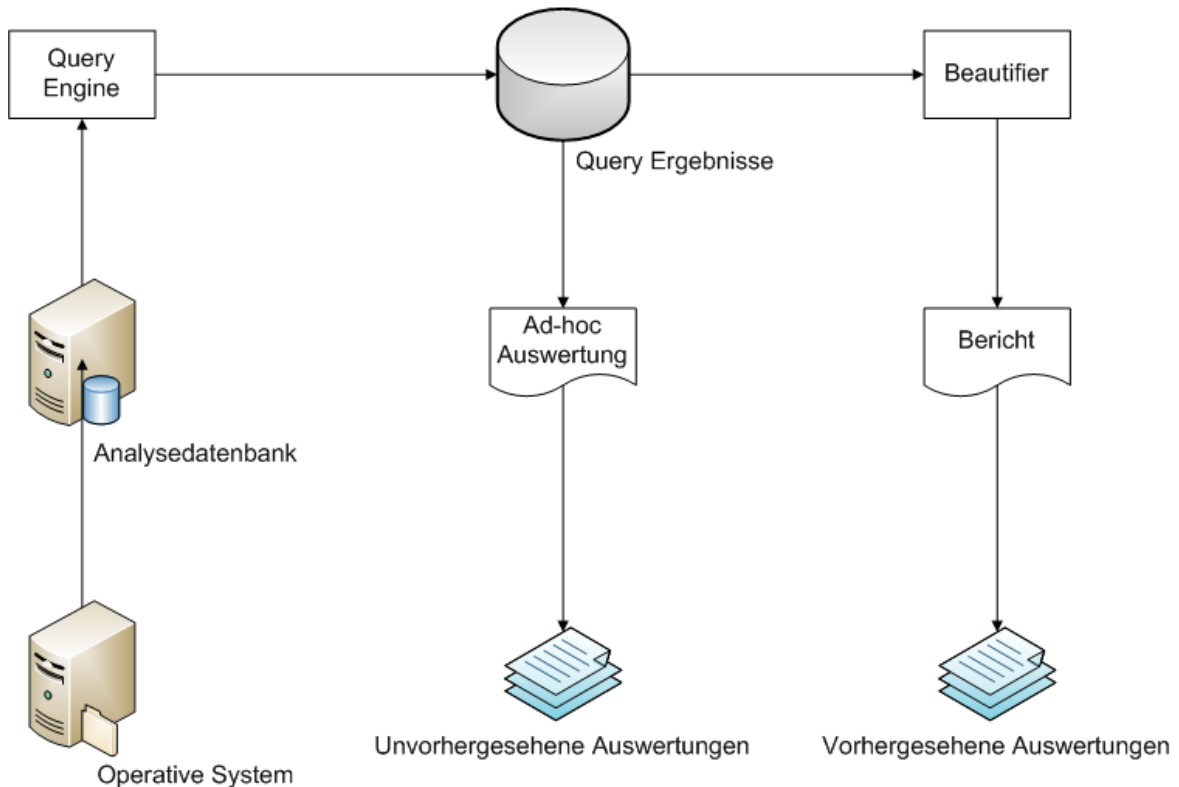 Query
Engine
Beautifier
Query Ergebnisse
Ad-hoc
Auswertung
Bericht
Analysedatenbank
Unvorhergesehene Auswertungen
Vorhergesehene Auswertungen
Operative System